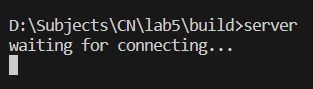 D:\Subjects\CN\lab5\build>server
waiting for connecting...